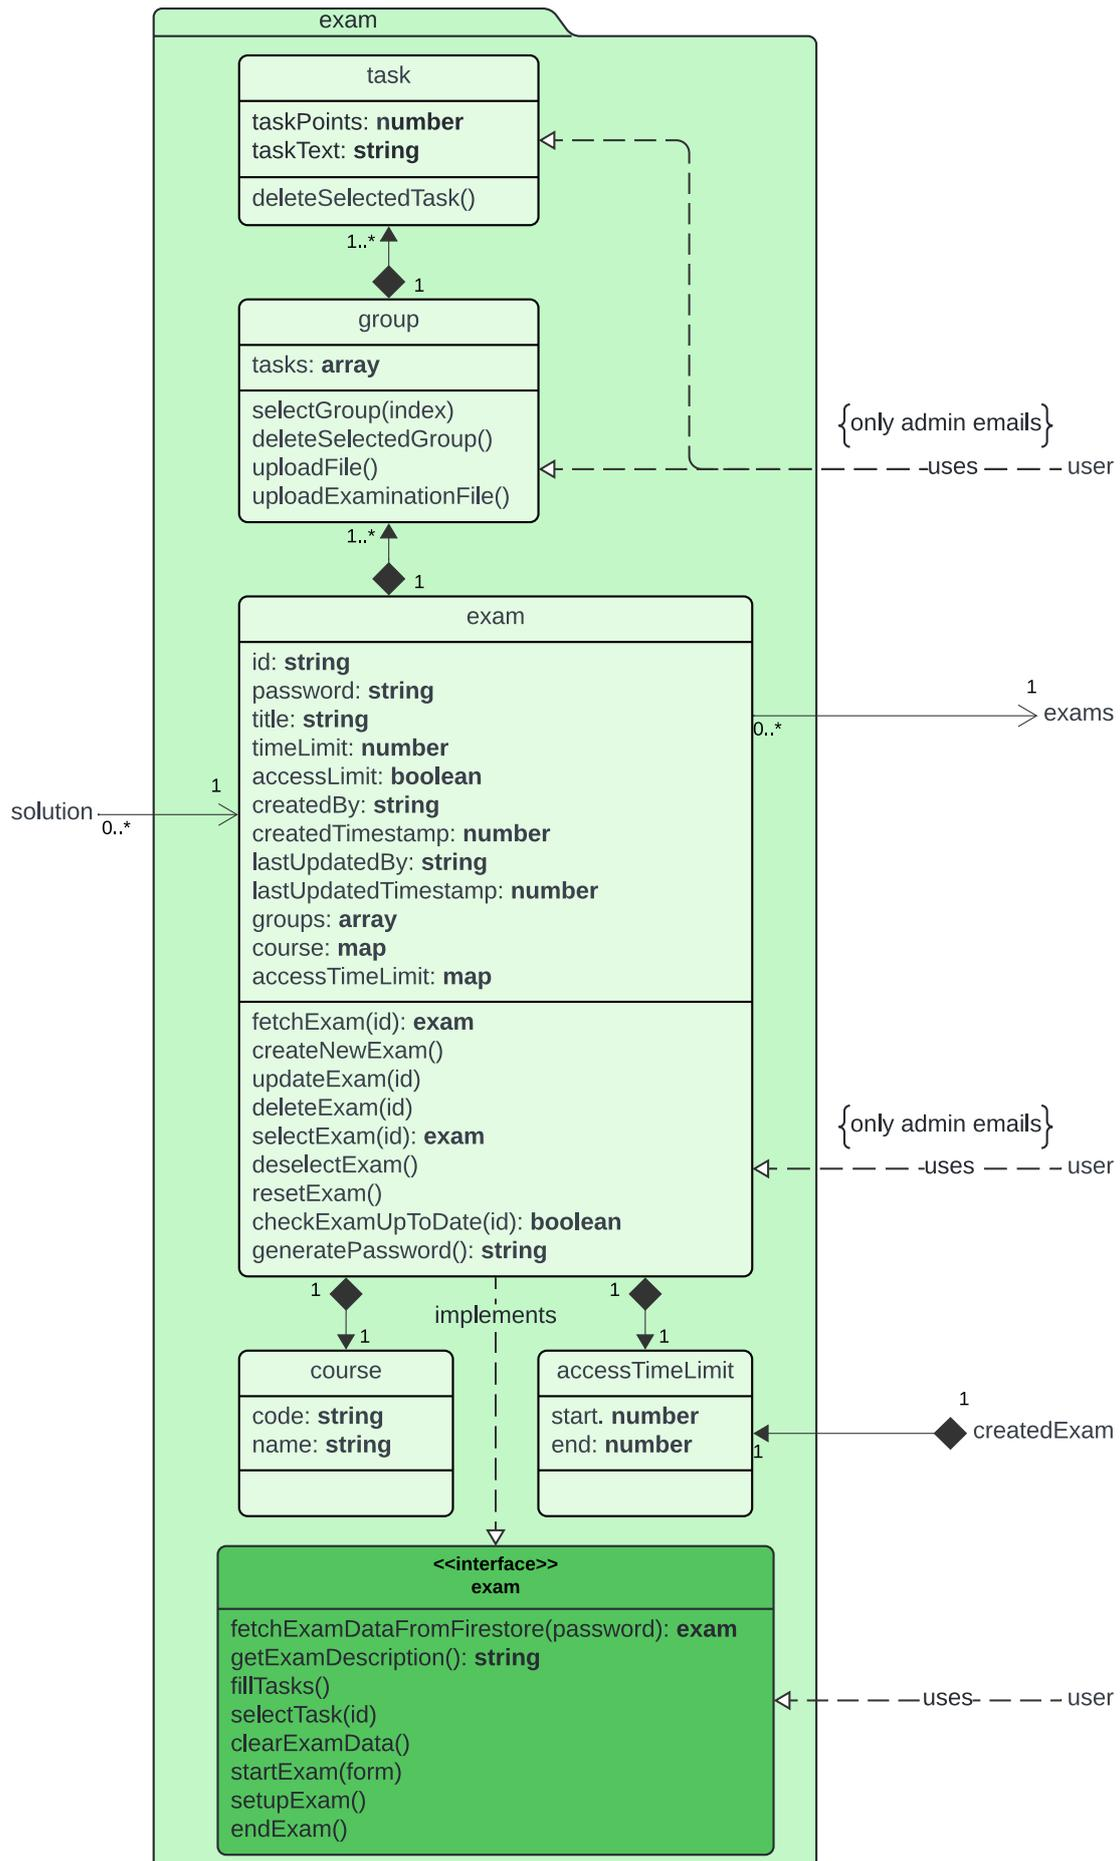 exam
task
taskPoints: number
taskText: string
deleteSelectedTask()
1..*
1
group
tasks: array
selectGroup(index)
deleteSelectedGroup()
uploadFile()
uploadExaminationFile()
{only admin emails}
uses user
1..*
1
exam
id: string
password: string
title: string
timeLimit: number
accessLimit: boolean
createdBy: string
createdTimestamp: number
lastUpdatedBy: string
lastUpdatedTimestamp: number
groups: array
course: map
accessTimeLimit: map
1
0..* exams
1
solution
0..*
fetchExam(id): exam
createNewExam()
updateExam(id)
deleteExam(id)
selectExam(id): exam
deselectExam()
resetExam()
checkExamUpToDate(id): boolean
generatePassword(): string
{only admin emails}
uses user
1
1
implements
1
1
course
code: string
name: string
accessTimeLimit
start. number
end: number
1
createdExam
1
<<interface>>
exam
fetchExamDataFromFirestore(password): exam
getExamDescription(): string
fillTasks()
selectTask(id)
clearExamData()
startExam(form)
setupExam()
endExam()
uses user